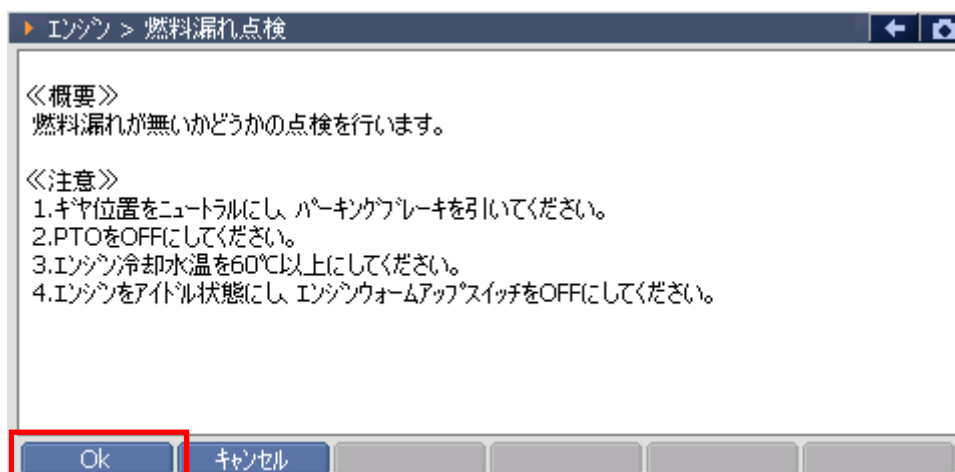 エンジン > 燃料漏れ点検
≪概要≫
燃料漏れが無いかどうかの点検を行います。
≪注意≫
1.ギヤ位置をニュートラルにし、パーキングブレーキを引いてください。
2.PTOをOFFにしてください。
3.エンジン冷却水温を60℃以上にしてください。
4.エンジンをアイドル状態にし、エンジンウォームアップスイッチをOFFにしてください。
Ok キャンセル